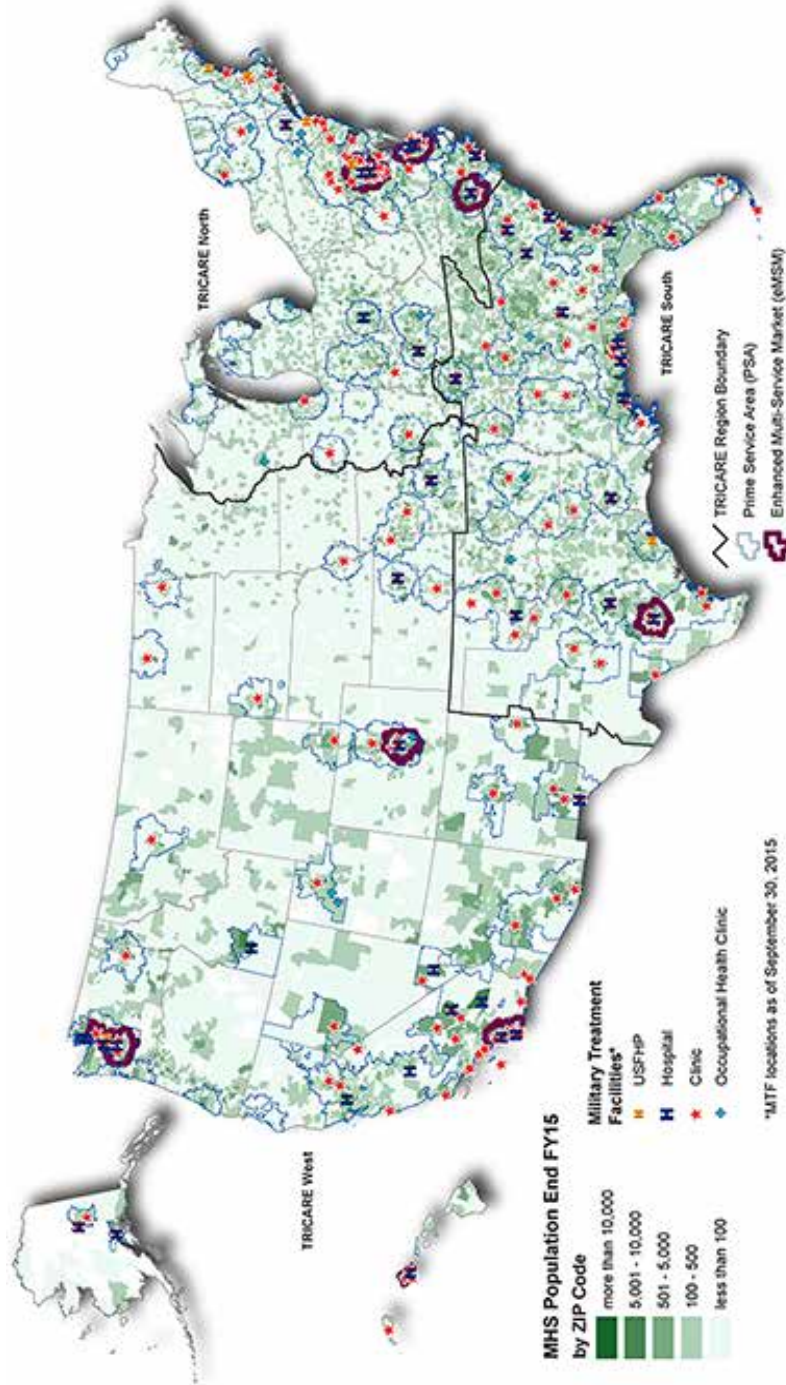 TRICARE North
TRICARE West
TRICARE South
MHS Population End FY15
by ZIP Code
more than 10,000
5,001 - 10,000
501 - 5,000
100 - 500
less than 100
Military Treatment
Facilities*
H USFHP
H Hospital
Clinic
Occupational Health Clinic
TRICARE Region Boundary
Prime Service Area (PSA)
Enhanced Multi-Service Market (eMSM)
*MTF locations as of September 30, 2015